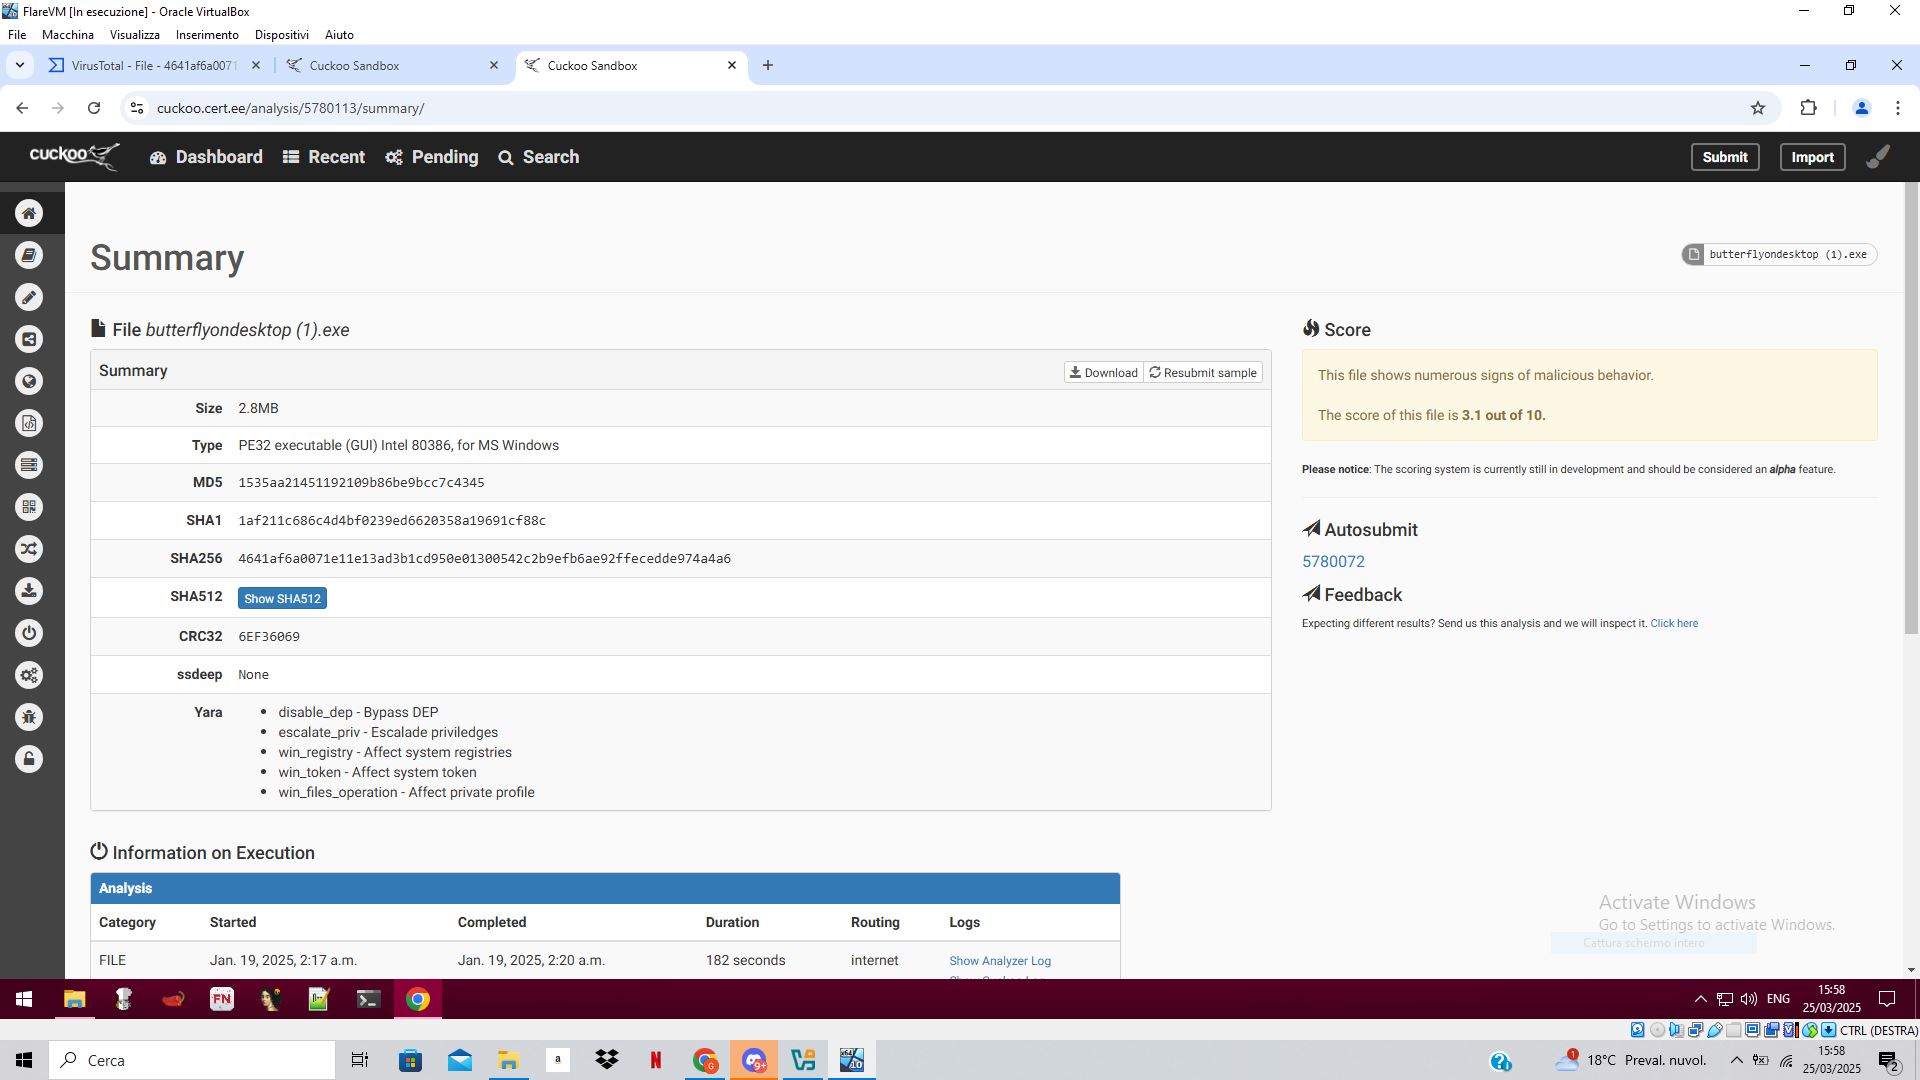 FlareVM [In esecuzione] - Oracle VirtualBox
File Macchina Visualizza Inserimento Dispositivi Aiuto
VirusTotal - File - 4641af6a0071 Cuckoo Sandbox Cuckoo Sandbox
cuckoo.cert.ee/analysis/5780113/summary/
cuckoo Dashboard Recent Pending Search Submit Import
Summary
butterflyondesktop (1).exe
File butterflyondesktop (1).exe
Summary Download Resubmit sample
Size 2.8MB
Type PE32 executable (GUI) Intel 80386, for MS Windows
MD5 1535aa21451192109b86be9bcc7c4345
SHA1 1af211c686c4d4bf0239ed6620358a19691cf88c
SHA256 4641af6a0071e11e13ad3b1cd950e01300542c2b9efb6ae92ffecedde974a4a6
SHA512 Show SHA512
CRC32 6EF36069
ssdeep None
Yara
disable_dep - Bypass DEP
escalate_priv - Escalade priviledges
win_registry - Affect system registries
win_token - Affect system token
win_files_operation - Affect private profile
Score
This file shows numerous signs of malicious behavior.
The score of this file is 3.1 out of 10.
Please notice: The scoring system is currently still in development and should be considered an alpha feature.
Autosubmit
5780072
Feedback
Expecting different results? Send us this analysis and we will inspect it. Click here
Information on Execution
Analysis
Category Started Completed Duration Routing Logs
FILE Jan. 19, 2025, 2:17 a.m. Jan. 19, 2025, 2:20 a.m. 182 seconds internet Show Analyzer Log
Show Cuckoo Log
Activate Windows
Go to Settings to activate Windows.
Cattura schermo intero
FN
ENG
15:58
25/03/2025
CTRL (DESTRA)
Cerca
a
N
G
9+
x64
10
1
18°C Preval. nuvol.
15:58
25/03/2025
2